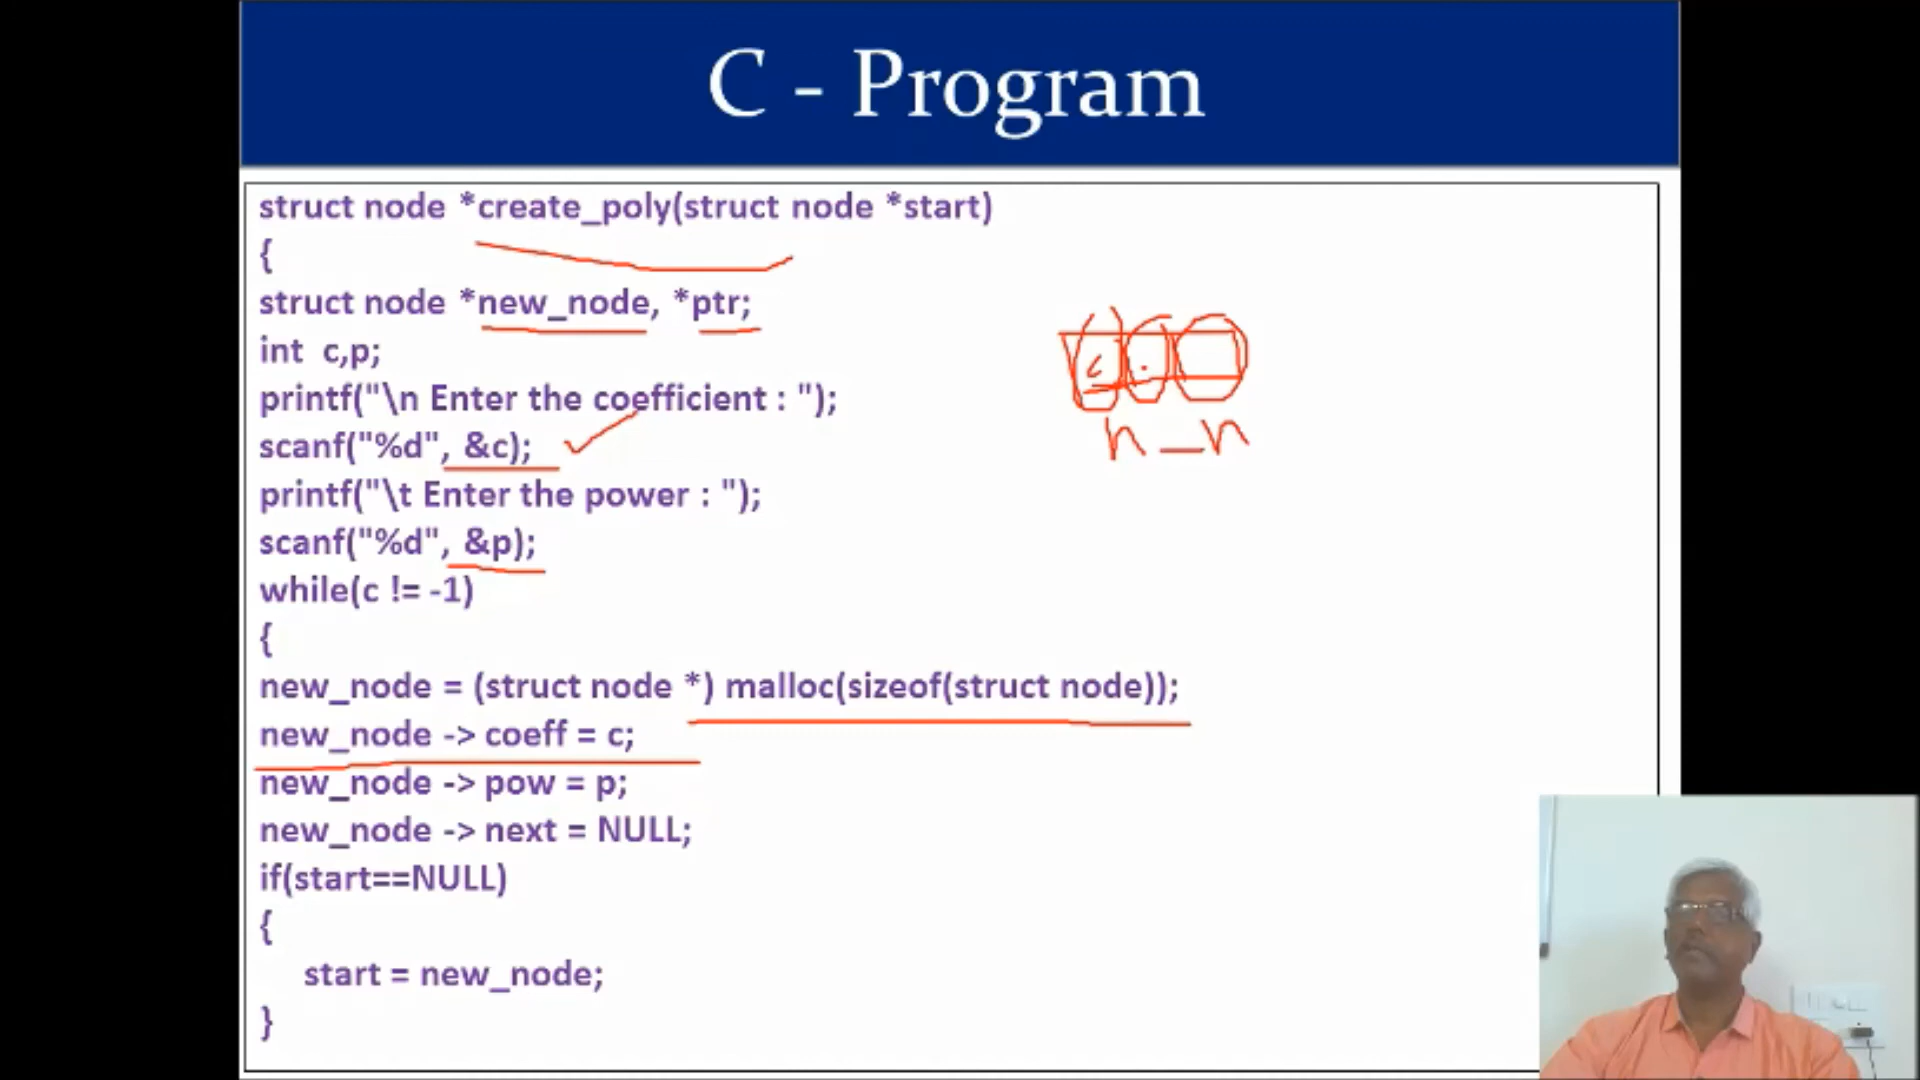 C - Program
struct node *create_poly(struct node *start)
{
struct node *new_node, *ptr;
int c,p;
printf("\n Enter the coefficient : ");
scanf("%d", &c);
printf("\t Enter the power : ");
scanf("%d", &p);
while(c != -1)
{
new_node = (struct node *) malloc(sizeof(struct node));
new_node -> coeff = c;
new_node -> pow = p;
new_node -> next = NULL;
if(start==NULL)
{
start = new_node;
}
c
n_n